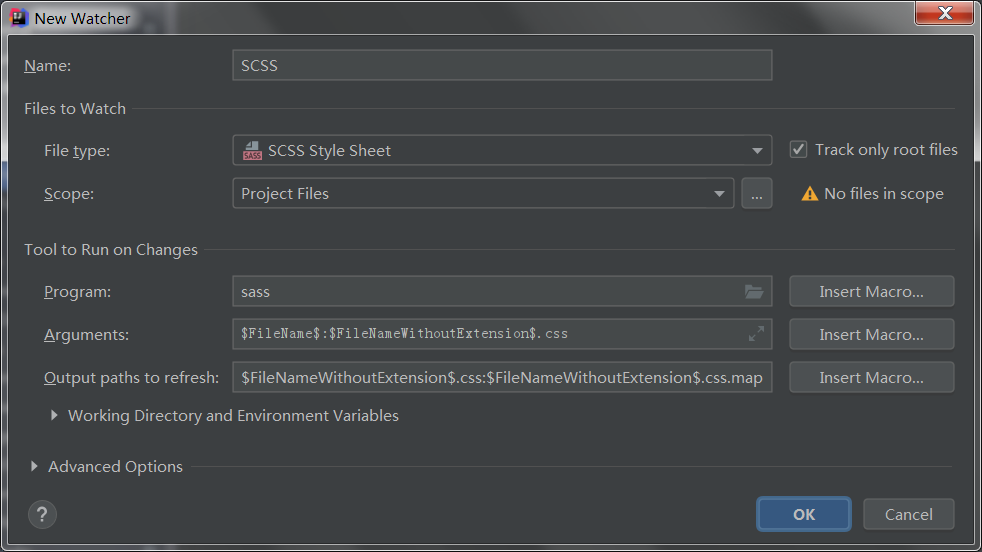 New Watcher
Name: SCSS
Files to Watch
File type: SASS SCSS Style Sheet Track only root files
Scope: Project Files ... No files in scope
Tool to Run on Changes
Program: sass Insert Macro...
Arguments: $FileName$:$FileNameWithoutExtension$.css Insert Macro...
Output paths to refresh: $FileNameWithoutExtension$.css:$FileNameWithoutExtension$.css.map Insert Macro...
Working Directory and Environment Variables
Advanced Options
? OK Cancel